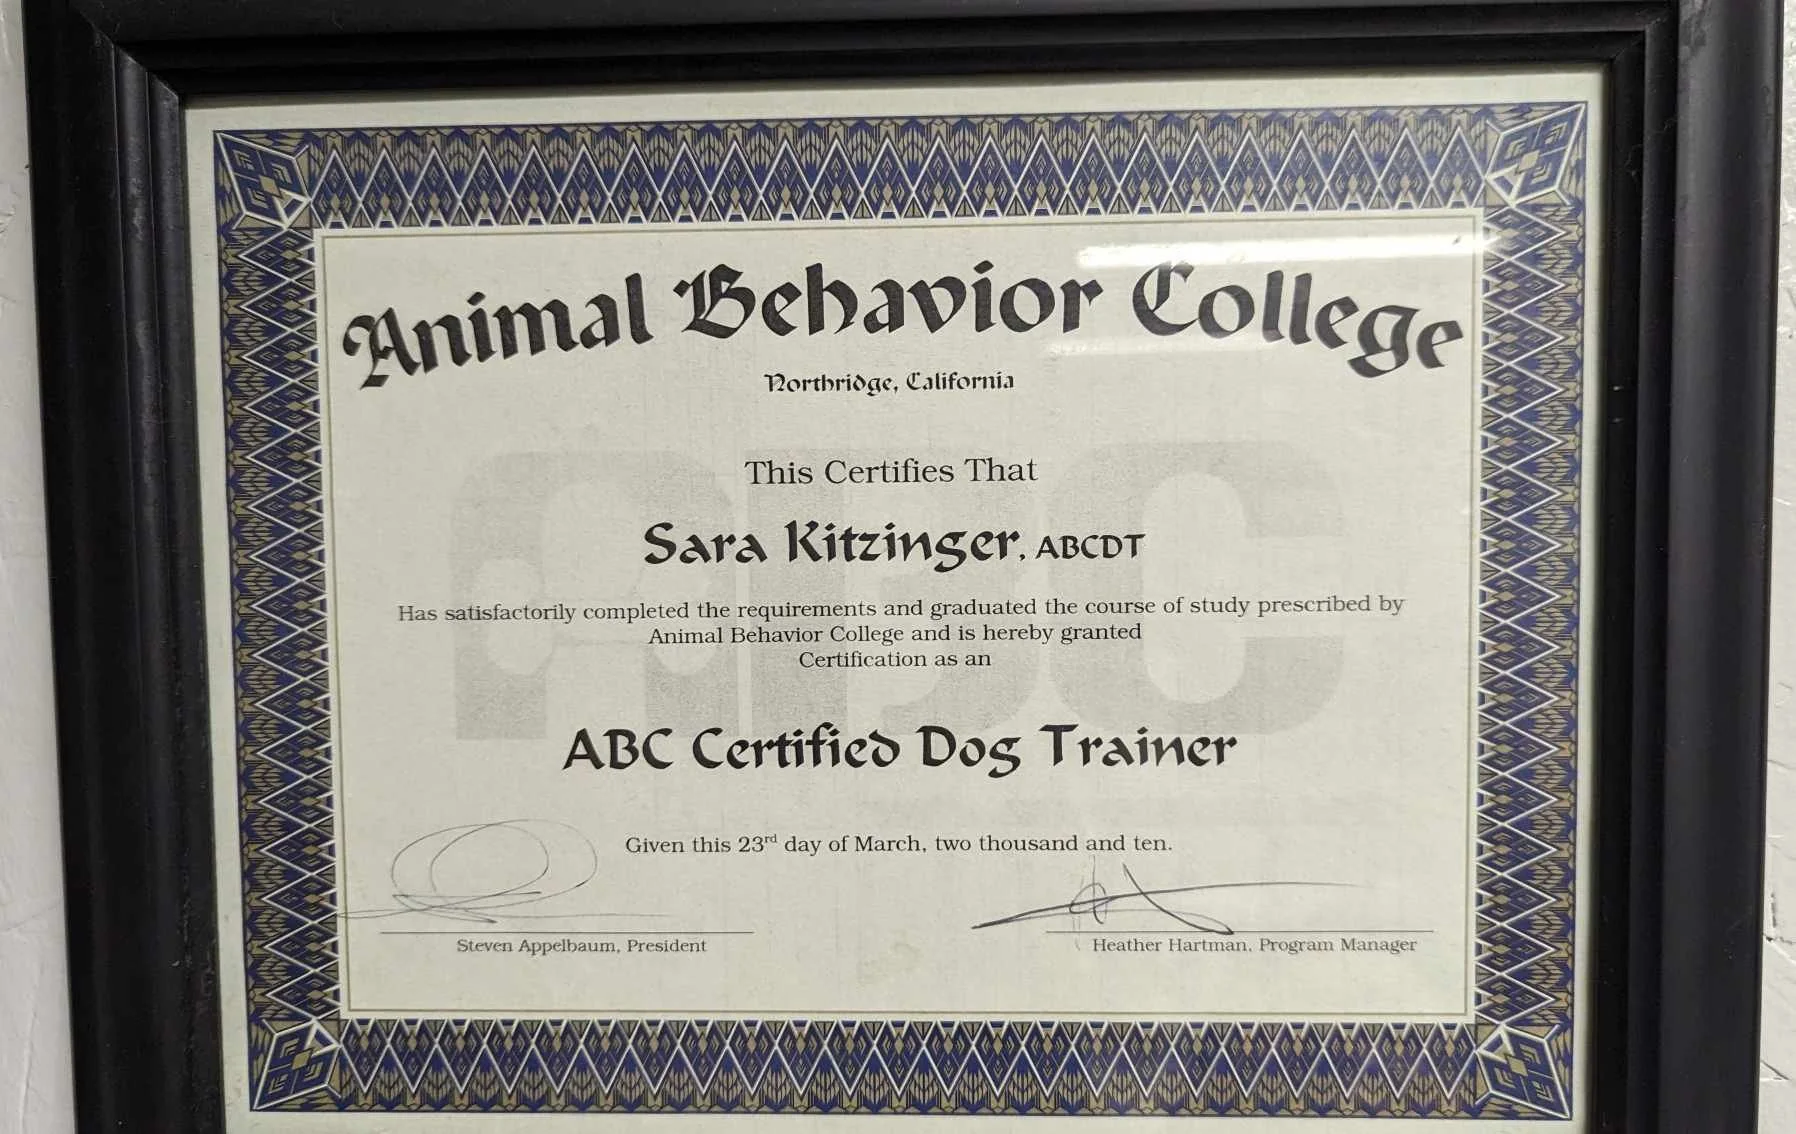 Animal Behavior College
Northridge, California
ABC
This Certifies That
Sara Kitzinger, ABCDT
Has satisfactorily completed the requirements and graduated the course of study prescribed by
Animal Behavior College and is hereby granted
Certification as an
ABC Certified Dog Trainer
Given this 23rd day of March, two thousand and ten.
Steven Appelbaum, President
Heather Hartman, Program Manager